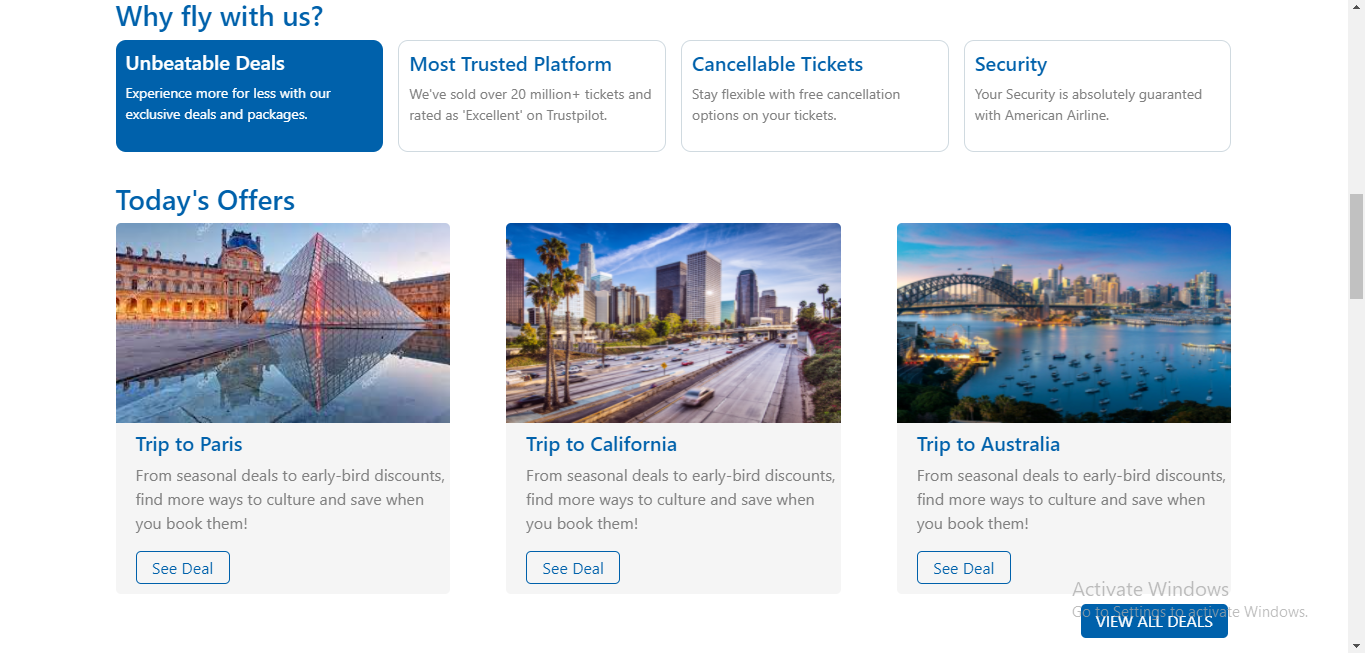 Why fly with us?
Unbeatable Deals
Experience more for less with our
exclusive deals and packages.
Most Trusted Platform
We've sold over 20 million+ tickets and
rated as 'Excellent' on Trustpilot.
Cancellable Tickets
Stay flexible with free cancellation
options on your tickets.
Security
Your Security is absolutely guaranted
with American Airline.
Today's Offers
Trip to Paris
From seasonal deals to early-bird discounts,
find more ways to culture and save when
you book them!
See Deal
Trip to California
From seasonal deals to early-bird discounts,
find more ways to culture and save when
you book them!
See Deal
Trip to Australia
From seasonal deals to early-bird discounts,
find more ways to culture and save when
you book them!
See Deal
Activate Windows
Go to Settings to activate Windows.
VIEW ALL DEALS